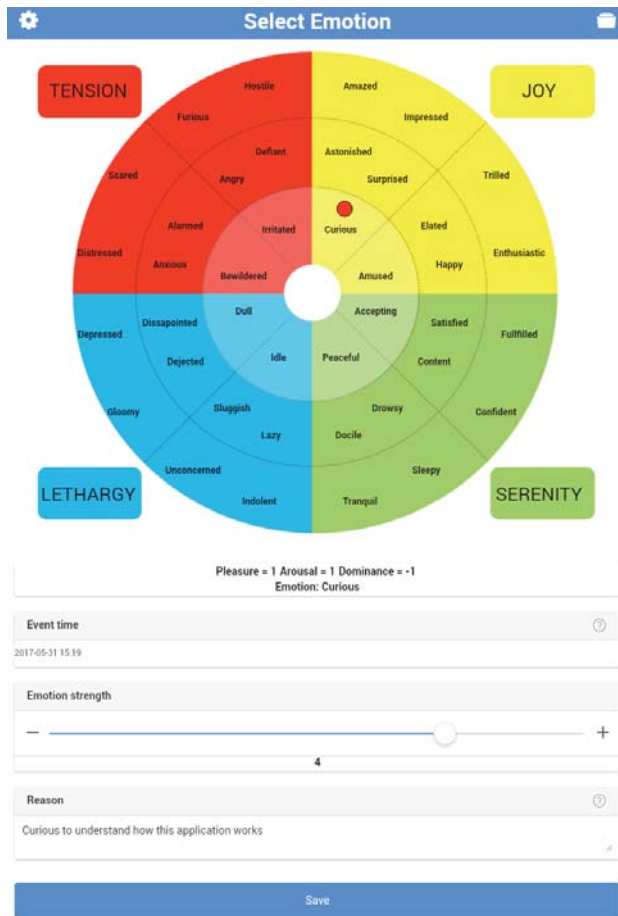 Select Emotion
TENSION
JOY
Hostile
Amazed
Furious
Impressed
Defiant
Astonished
Scared
Angry
Surprised
Trilled
Alarmed
Irritated
Curious
Elated
Distressed
Anxious
Enthusiastic
Happy
Bewildered
Amused
Dull
Accepting
Depressed
Dissapointed
Satisfied
Fullfilled
Dejected
Idle
Peaceful
Content
Gloomy
Sluggish
Drowsy
Confident
Lazy
Docile
Unconcerned
Sleepy
LETHARGY
Indolent
Tranquil
SERENITY
Pleasure = 1 Arousal = 1 Dominance = -1
Emotion: Curious
Event time
2017-05-31 15:19
Emotion strength
4
Reason
Curious to understand how this application works
Save